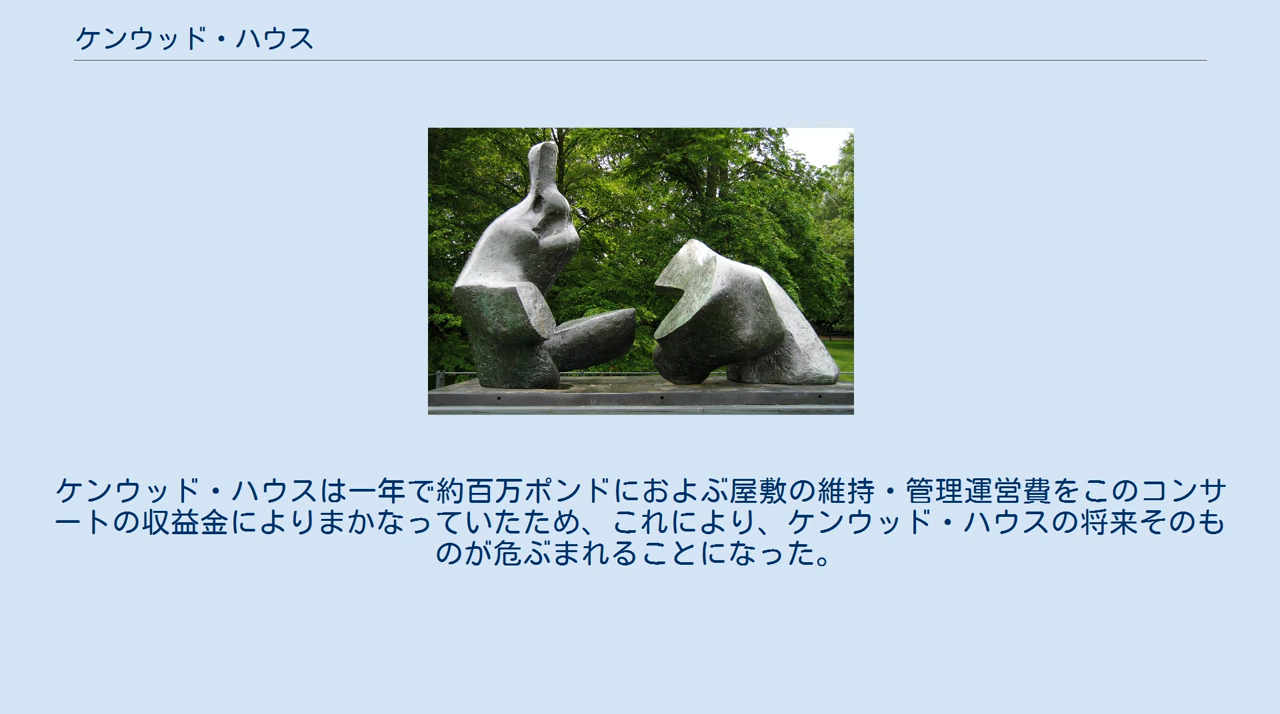 ケンウッド・ハウス
ケンウッド・ハウスは一年で約百万ポンドにおよぶ屋敷の維持・管理運営費をこのコンサ
ートの収益金によりまかなっていたため、これにより、ケンウッド・ハウスの将来そのも
のが危ぶまれることになった。